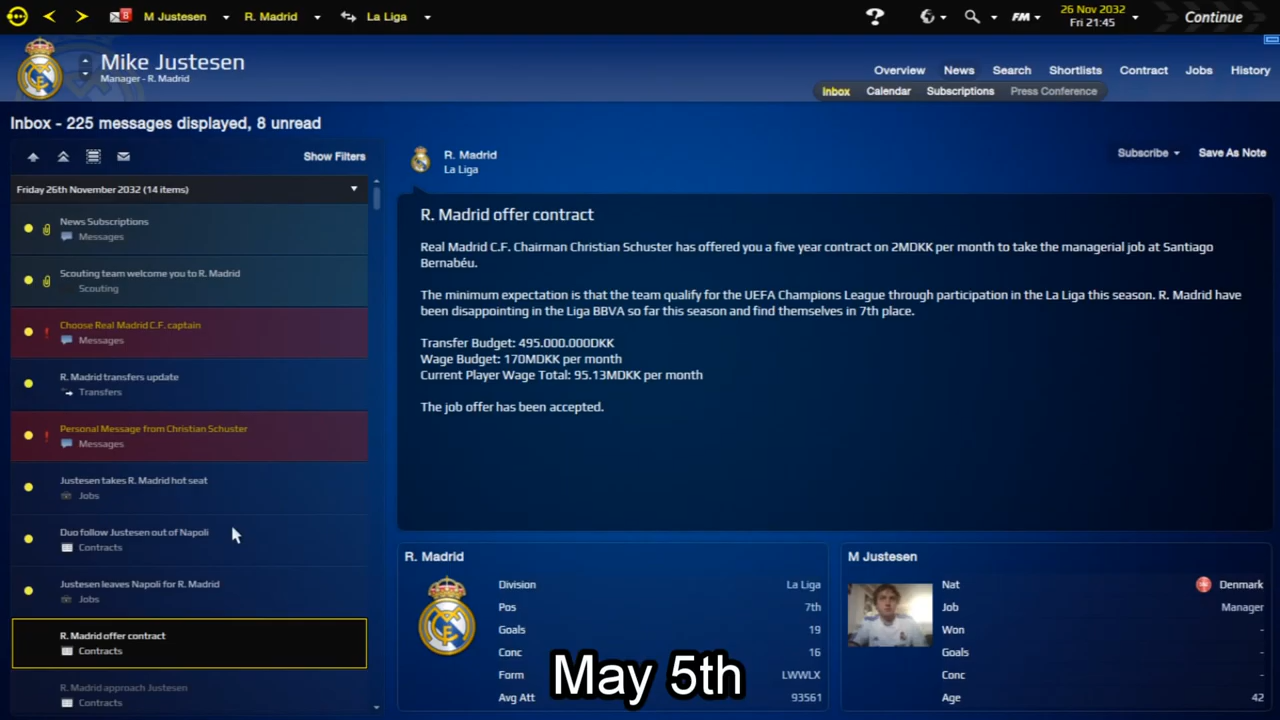 8 M Justesen R. Madrid La Liga ? FM 26 Nov 2032 Continue
Fri 21:45
Mike Justesen
Manager - R. Madrid
Overview News Search Shortlists Contract Jobs History
Inbox Calendar Subscriptions Press Conference
Inbox - 225 messages displayed, 8 unread
Show Filters
Friday 26th November 2032 (14 items)
News Subscriptions
Messages
Scouting team welcome you to R. Madrid
Scouting
! Choose Real Madrid C.F. captain
Messages
R. Madrid transfers update
Transfers
! Personal Message from Christian Schuster
Messages
Justesen takes R. Madrid hot seat
Jobs
Duo follow Justesen out of Napoli
Contracts
Justesen leaves Napoli for R. Madrid
Jobs
R. Madrid offer contract
Contracts
R. Madrid approach Justesen
Contracts
R. Madrid
La Liga
Subscribe Save As Note
R. Madrid offer contract
Real Madrid C.F. Chairman Christian Schuster has offered you a five year contract on 2MDKK per month to take the managerial job at Santiago
Bernabéu.
The minimum expectation is that the team qualify for the UEFA Champions League through participation in the La Liga this season. R. Madrid have
been disappointing in the Liga BBVA so far this season and find themselves in 7th place.
Transfer Budget: 495.000.000DKK
Wage Budget: 170MDKK per month
Current Player Wage Total: 95.13MDKK per month
The job offer has been accepted.
R. Madrid
Division La Liga
Pos 7th
Goals 19
Conc 16
Form LWWLX
Avg Att 93561
M Justesen
Nat Denmark
Job Manager
Won -
Goals -
Conc -
Age 42
May 5th